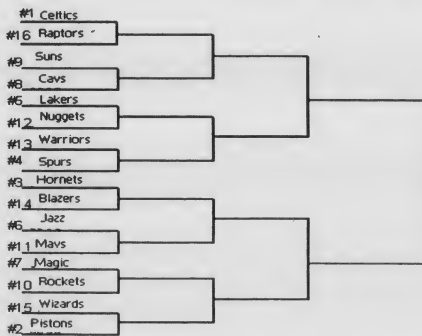 #1 Celtics
#16 Raptors
#9 Suns
#8 Cavs
#5 Lakers
#12 Nuggets
#13 Warriors
#4 Spurs
#3 Hornets
#14 Blazers
#6 Jazz
#11 Mavs
#7 Magic
#10 Rockets
#15 Wizards
#2 Pistons